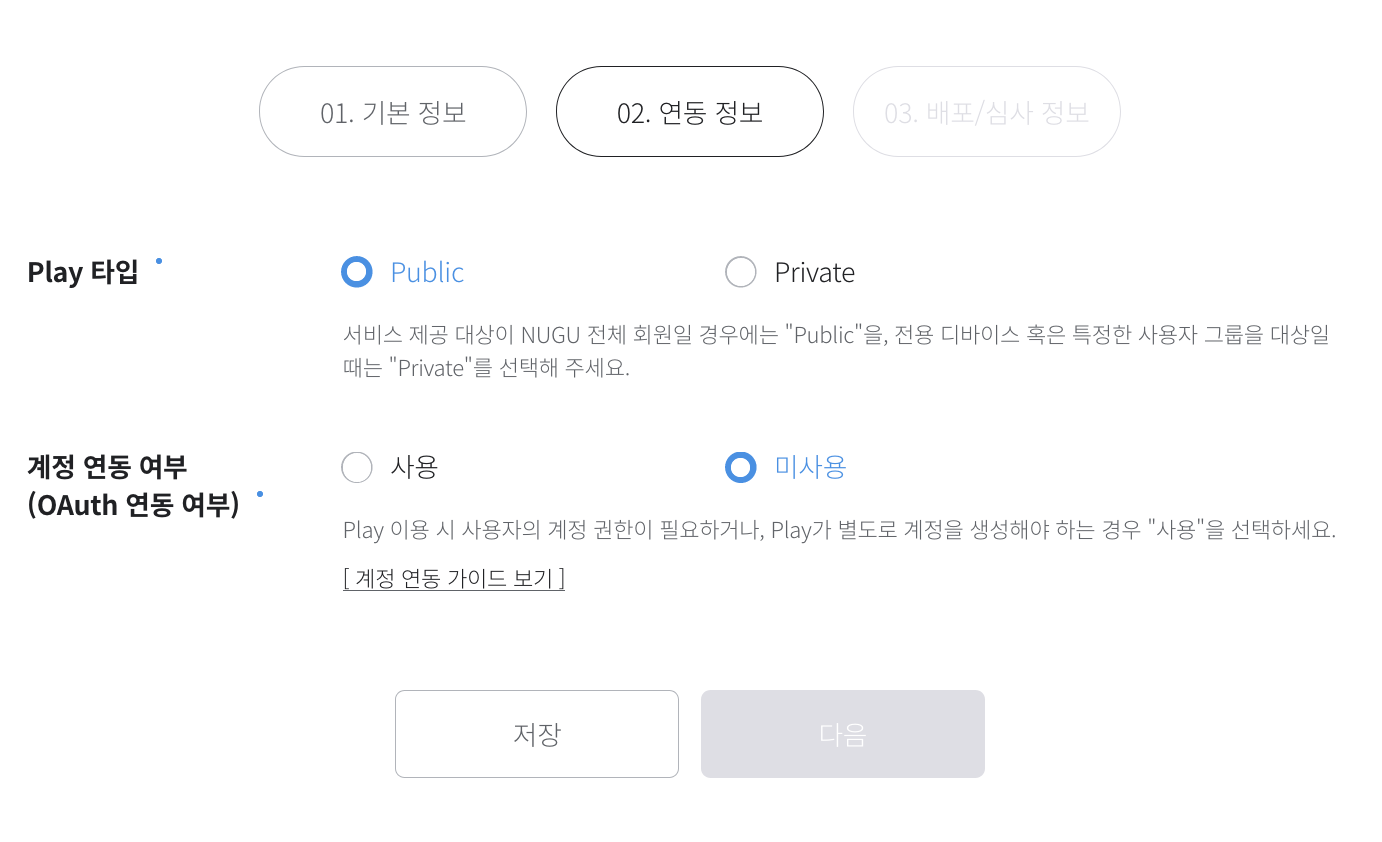 01. 기본 정보
02. 연동 정보
03. 배포/심사 정보
Play 타입
Public
Private
서비스 제공 대상이 NUGU 전체 회원일 경우에는 "Public"을, 전용 디바이스 혹은 특정한 사용자 그룹을 대상일
때는 "Private"를 선택해 주세요.
계정 연동 여부
(OAuth 연동 여부)
사용
미사용
Play 이용 시 사용자의 계정 권한이 필요하거나, Play가 별도로 계정을 생성해야 하는 경우 "사용"을 선택하세요.
[ 계정 연동 가이드 보기 ]
저장
다음